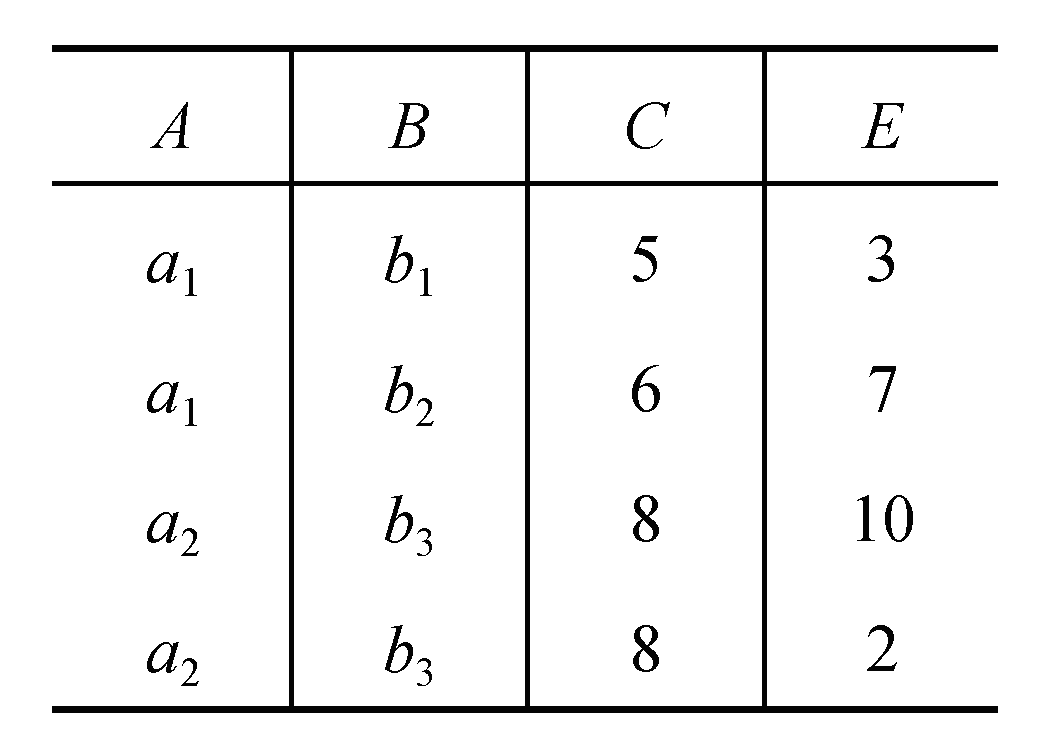 A B C E
a₁ b₁ 5 3
a₁ b₂ 6 7
a₂ b₃ 8 10
a₂ b₃ 8 2